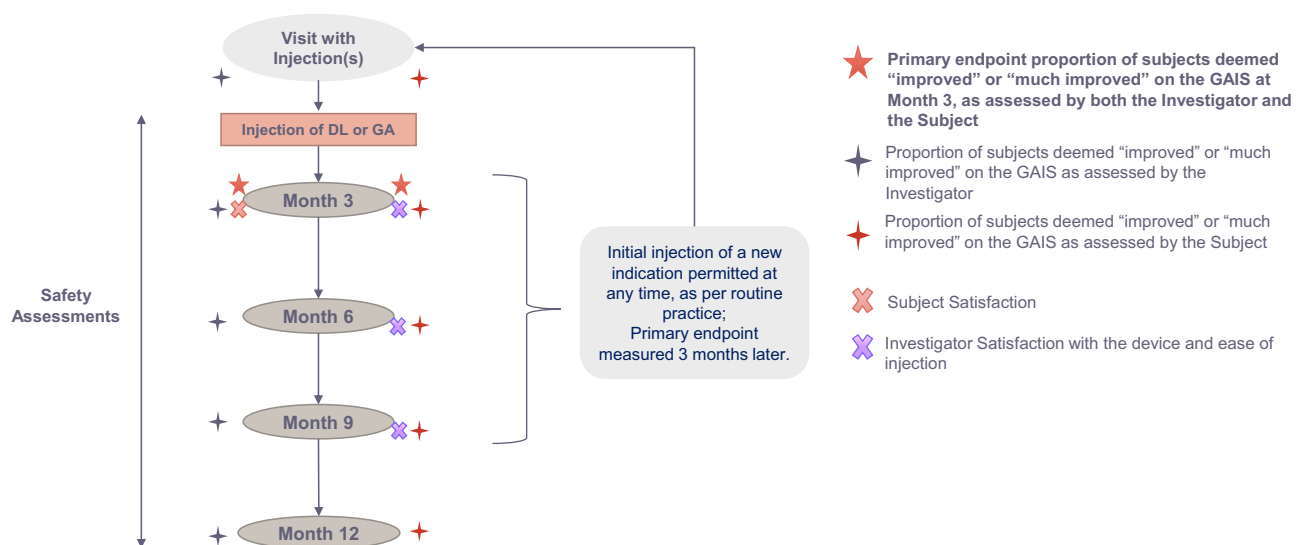 Visit with
Injection(s)
Injection of DL or GA
Month 3
Month 6
Month 9
Month 12
Safety
Assessments
Initial injection of a new
indication permitted at
any time, as per routine
practice;
Primary endpoint
measured 3 months later.
Primary endpoint proportion of subjects deemed
“improved” or “much improved” on the GAIS at
Month 3, as assessed by both the Investigator and
the Subject
Proportion of subjects deemed “improved” or “much
improved” on the GAIS as assessed by the
Investigator
Proportion of subjects deemed “improved” or “much
improved” on the GAIS as assessed by the Subject
Subject Satisfaction
Investigator Satisfaction with the device and ease of
injection